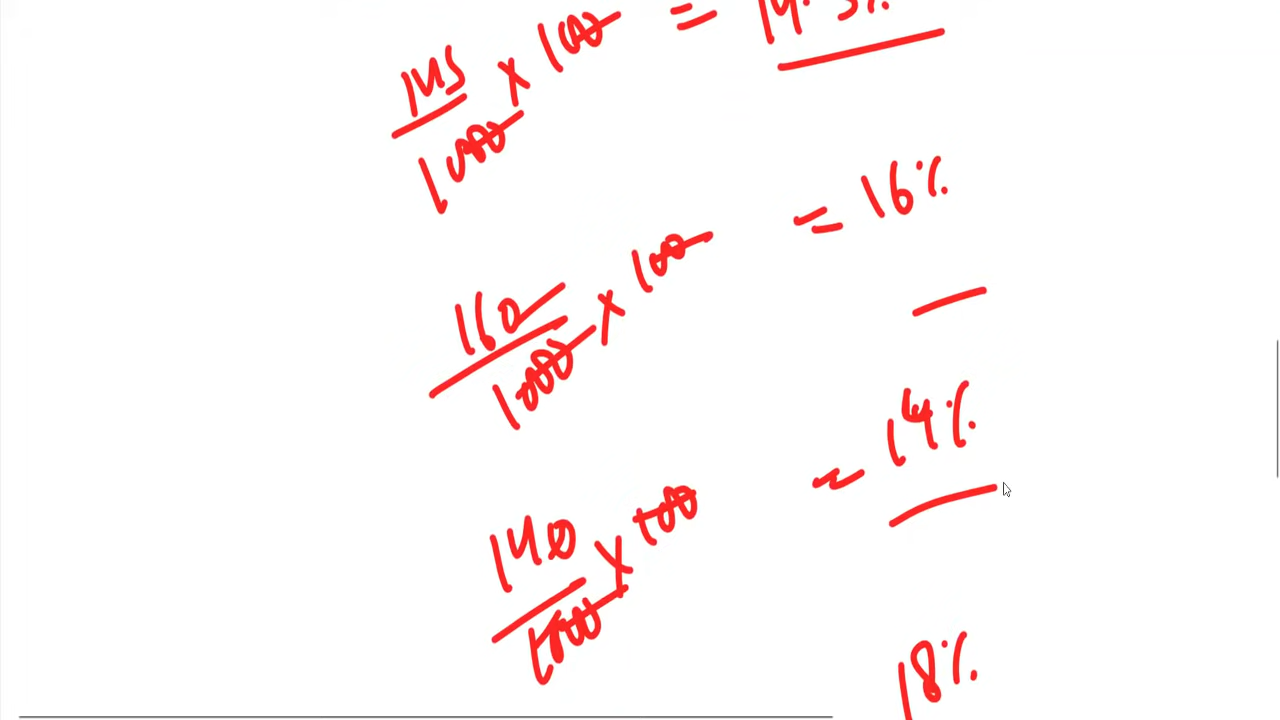 145/1000 × 100 = 14.5%
160/1000 × 100 = 16%
140/1000 × 100 = 14%
18%